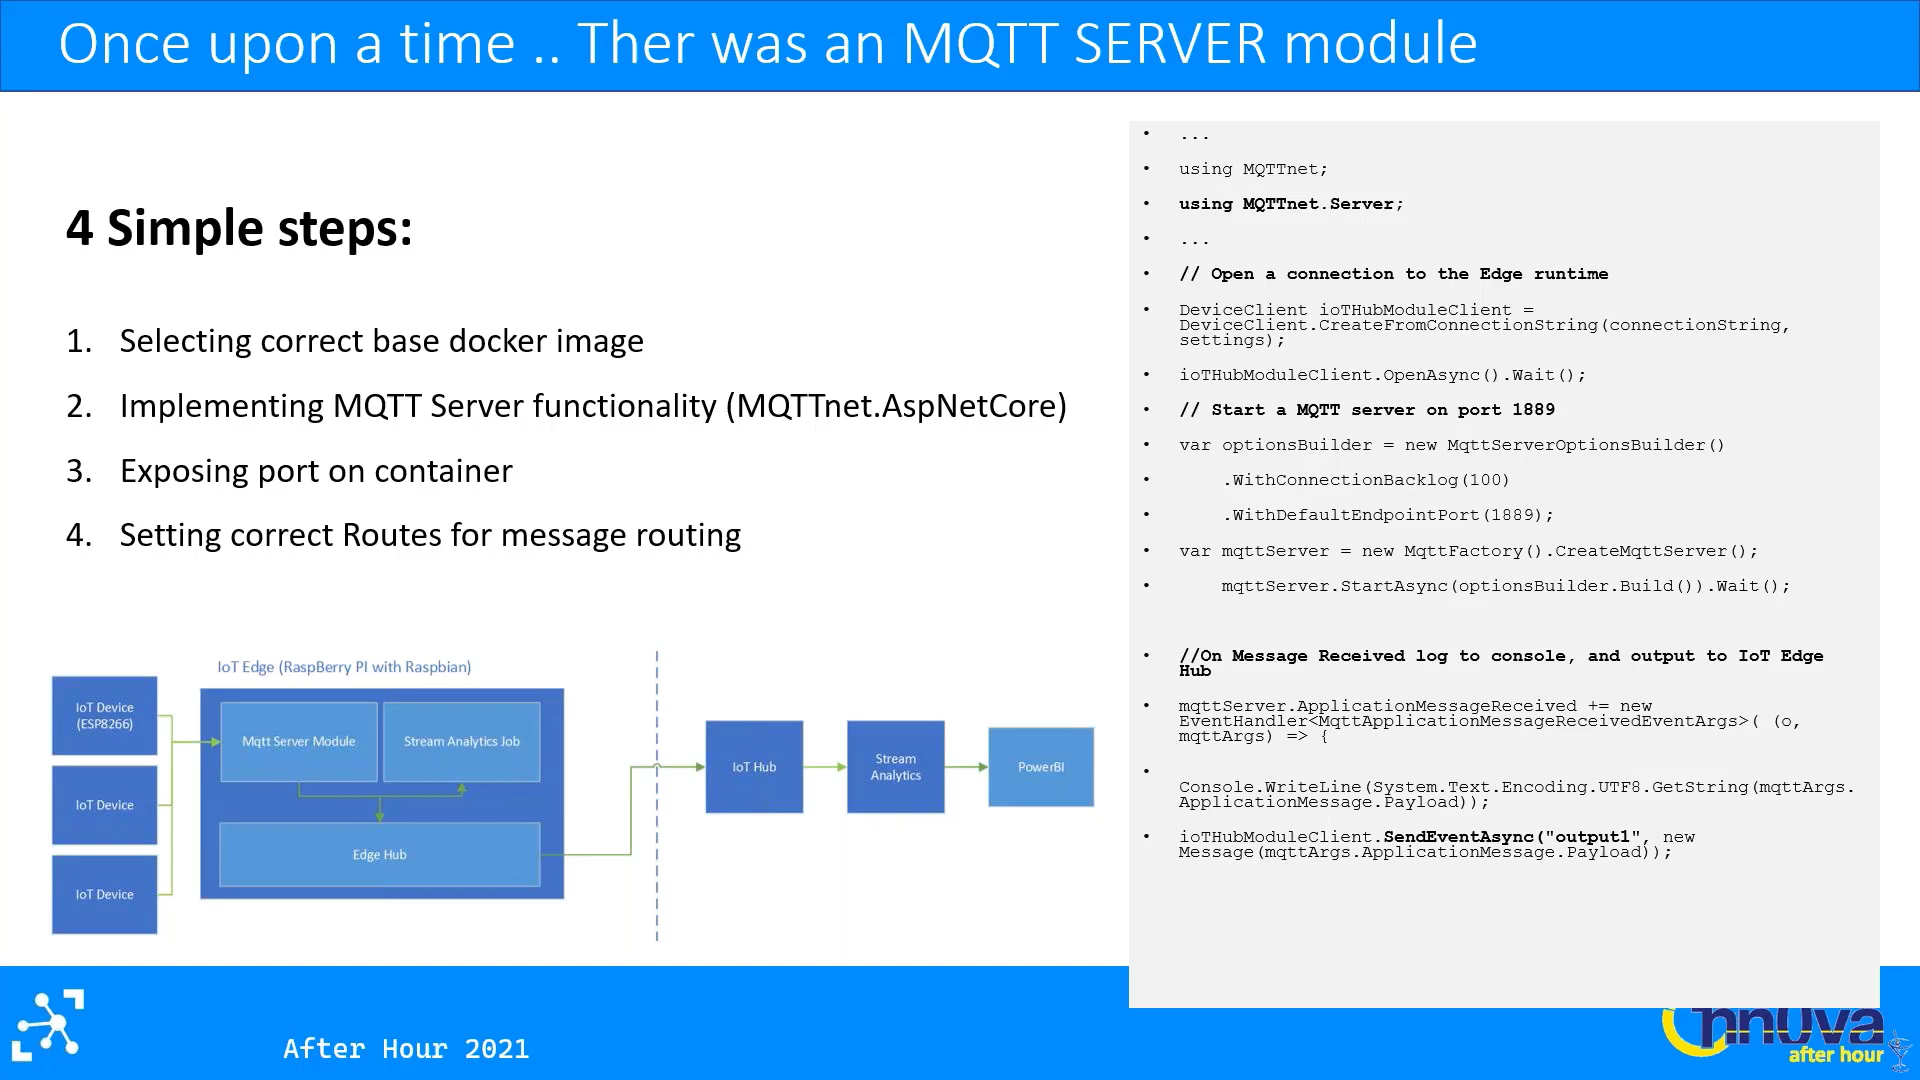 Once upon a time .. Ther was an MQTT SERVER module
4 Simple steps:
1. Selecting correct base docker image
2. Implementing MQTT Server functionality (MQTTnet.AspNetCore)
3. Exposing port on container
4. Setting correct Routes for message routing
IoT Edge (RaspBerry PI with Raspbian)
IoT Device
(ESP8266)
IoT Device
IoT Device
Mqtt Server Module
Stream Analytics Job
Edge Hub
IoT Hub
Stream
Analytics
PowerBI
• ...
• using MQTTnet;
• using MQTTnet.Server;
• ...
• // Open a connection to the Edge runtime
• DeviceClient ioTHubModuleClient =
DeviceClient.CreateFromConnectionString(connectionString,
settings);
• ioTHubModuleClient.OpenAsync().Wait();
• // Start a MQTT server on port 1889
• var optionsBuilder = new MqttServerOptionsBuilder()
• .WithConnectionBacklog(100)
• .WithDefaultEndpointPort(1889);
• var mqttServer = new MqttFactory().CreateMqttServer();
• mqttServer.StartAsync(optionsBuilder.Build()).Wait();
• //On Message Received log to console, and output to IoT Edge
Hub
• mqttServer.ApplicationMessageReceived += new
EventHandler<MqttApplicationMessageReceivedEventArgs>( (o,
mqttArgs) => {
•
Console.WriteLine(System.Text.Encoding.UTF8.GetString(mqttArgs.
ApplicationMessage.Payload));
• ioTHubModuleClient.SendEventAsync("output1", new
Message(mqttArgs.ApplicationMessage.Payload));
After Hour 2021
after hour